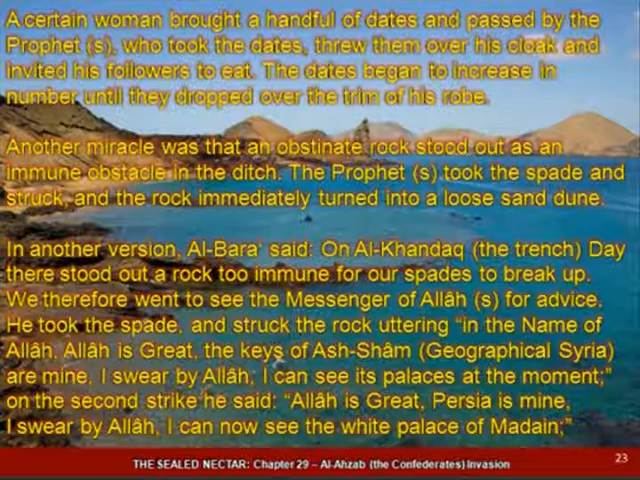 A certain woman brought a handful of dates and passed by the
Prophet (s), who took the dates, threw them over his cloak and
invited his followers to eat. The dates began to increase in
number until they dropped over the trim of his robe.
Another miracle was that an obstinate rock stood out as an
immune obstacle in the ditch. The Prophet (s) took the spade and
struck, and the rock immediately turned into a loose sand dune.
In another version, Al-Bara' said: On Al-Khandaq (the trench) Day
there stood out a rock too immune for our spades to break up.
We therefore went to see the Messenger of Allâh (s) for advice.
He took the spade, and struck the rock uttering “in the Name of
Allâh, Allâh is Great, the keys of Ash-Shâm (Geographical Syria)
are mine, I swear by Allâh; I can see its palaces at the moment;”
on the second strike he said: “Allâh is Great, Persia is mine,
I swear by Allâh, I can now see the white palace of Madain;”
THE SEALED NECTAR: Chapter 29 – Al-Ahzab (the Confederates) Invasion
23